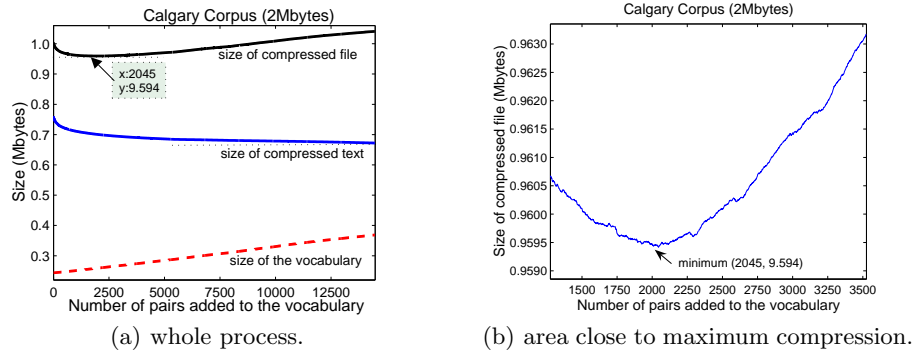 Calgary Corpus (2Mbytes)
Size (Mbytes)
1.0
0.9
0.8
0.7
0.6
0.5
0.4
0.3
size of compressed file
x:2045
y:9.594
size of compressed text
size of the vocabulary
0 2500 5000 7500 10000 12500
Number of pairs added to the vocabulary
(a) whole process.
Calgary Corpus (2Mbytes)
Size of compressed file (Mbytes)
0.9630
0.9625
0.9620
0.9615
0.9610
0.9605
0.9600
0.9595
0.9590
minimum (2045, 9.594)
1250 1500 1750 2000 2250 2500 2750 3000 3250 3500
Number of pairs added to the vocabulary
(b) area close to maximum compression.